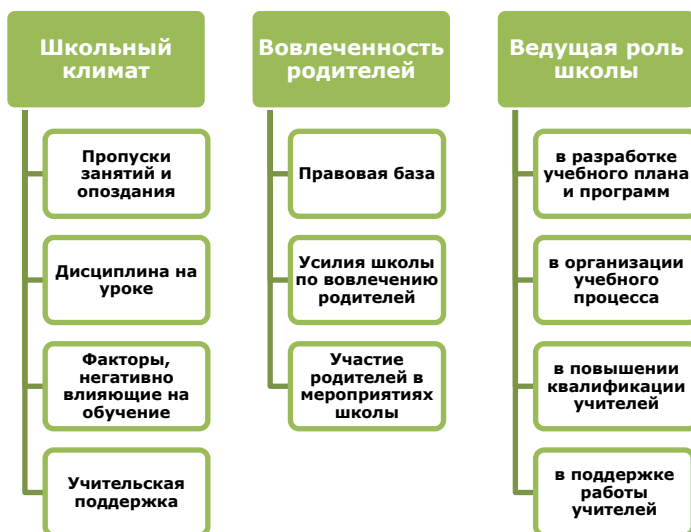 Школьный
климат
Пропуски
занятий и
опоздания
Дисциплина на
уроке
Факторы,
негативно
влияющие на
обучение
Учительская
поддержка
Вовлеченность
родителей
Правовая база
Усилия школы
по вовлечению
родителей
Участие
родителей в
мероприятиях
школы
Ведущая роль
школы
в разработке
учебного плана
и программ
в организации
учебного
процесса
в повышении
квалификации
учителей
в поддержке
работы
учителей